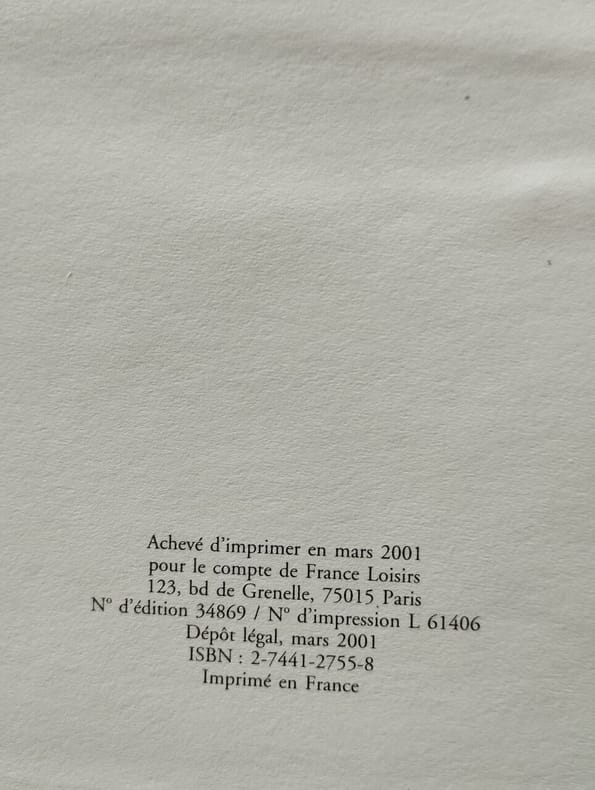 Achevé d'imprimer en mars 2001
pour le compte de France Loisirs
123, bd de Grenelle, 75015 Paris
N° d'édition 34869 / N° d'impression L 61406
Dépôt légal, mars 2001
ISBN : 2-7441-2755-8
Imprimé en France